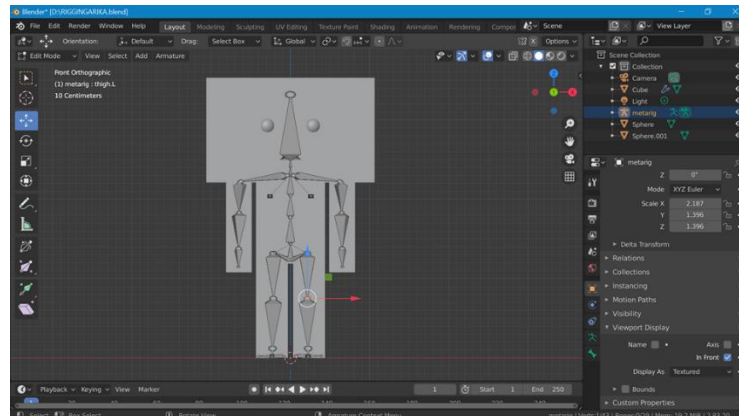 Blender* [D:\RIGGINGARIKA.blend]
File Edit Render Window Help Layout Modeling Sculpting UV Editing Texture Paint Shading Animation Rendering Compos Scene View Layer
Orientation: Default Drag: Select Box Global Options
Edit Mode View Select Add Armature
Front Orthographic
(1) metarig : thigh.L
10 Centimeters
Scene Collection
Collection
Camera
Cube
Light
metarig
Sphere
Sphere.001
metarig
Z 0°
Mode XYZ Euler
Scale X 2.187
Y 1.396
Z 1.396
Delta Transform
Relations
Collections
Instancing
Motion Paths
Visibility
Viewport Display
Name Axis
In Front
Display As Textured
Bounds
Custom Properties
Playback Keying View Marker 1 Start 1 End 250
Select Box Select Rotate View Armature Context Menu